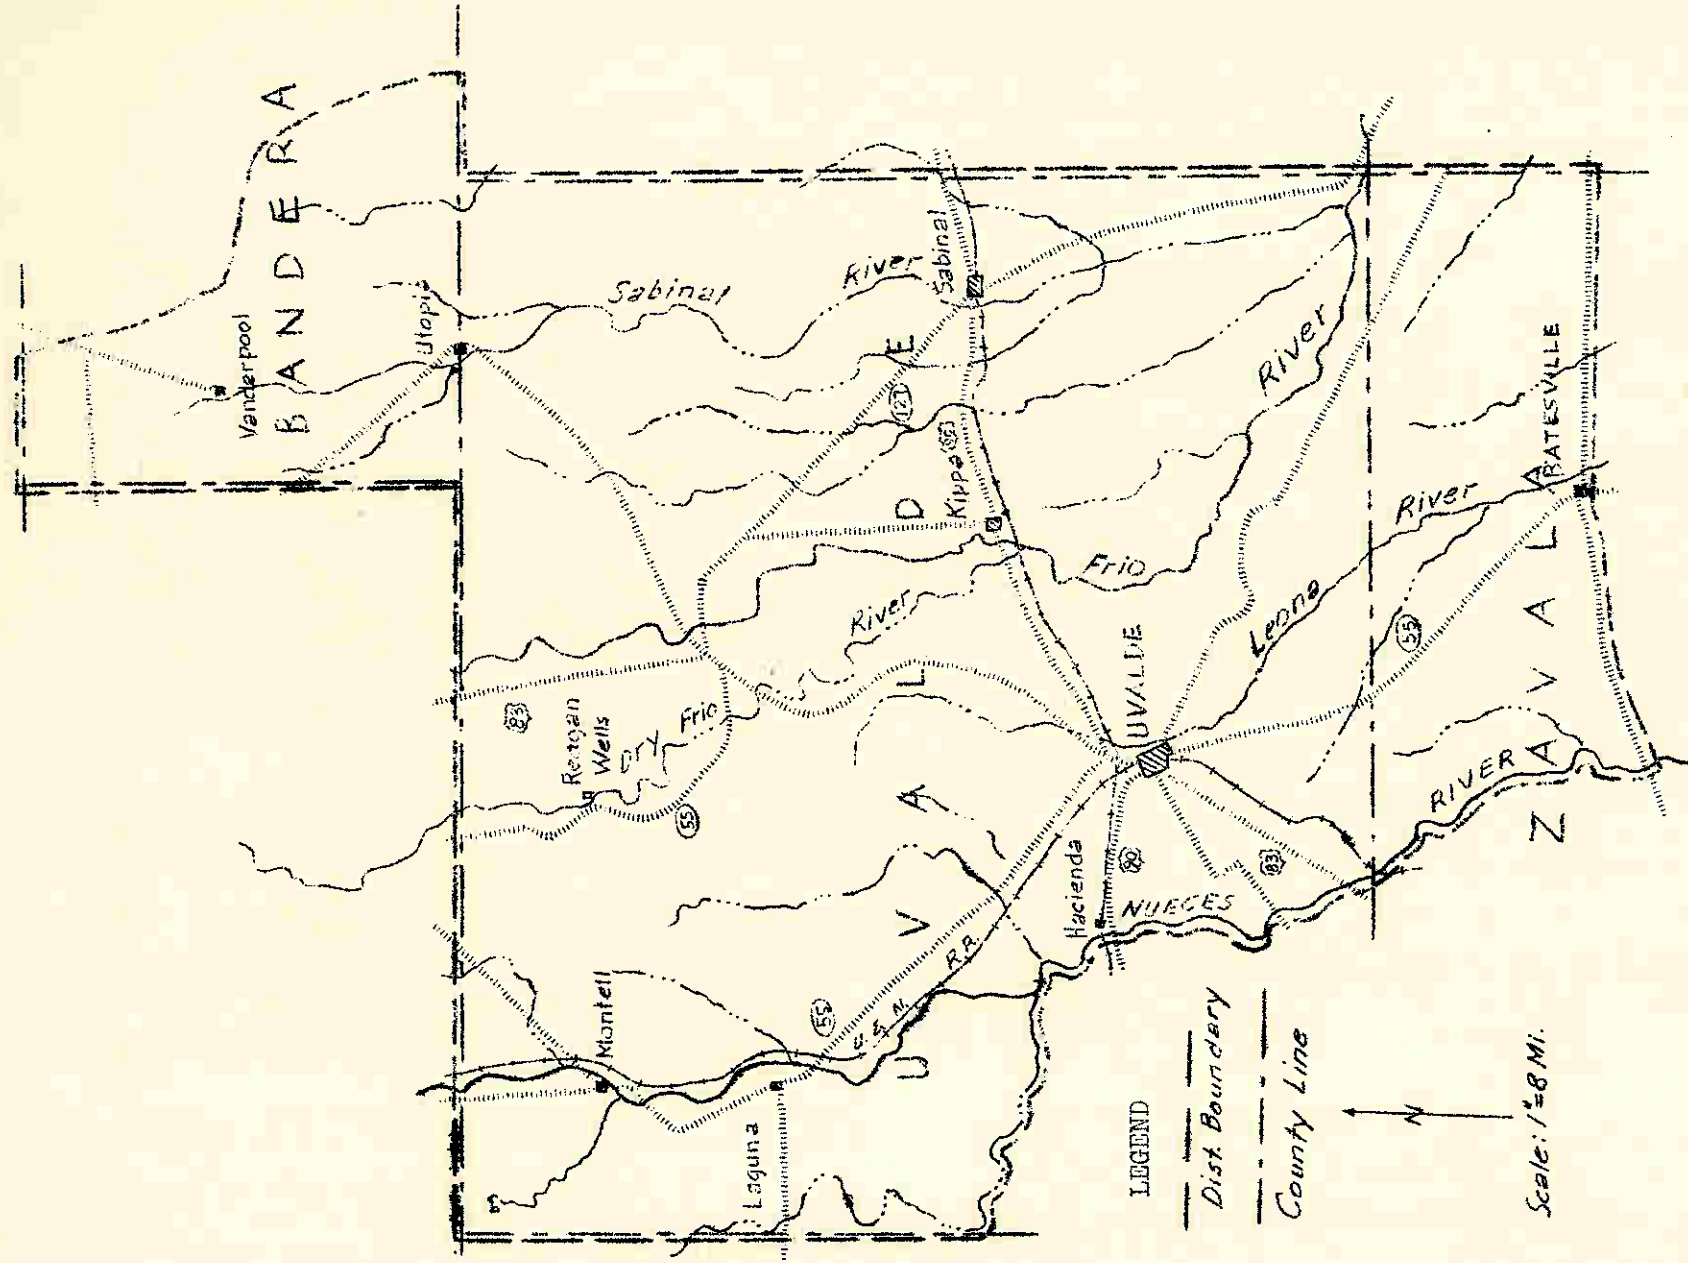 BANDERA
Vanderpool
Utopia
Sabinal River
Sabinal
127
90
Kippa
UVALDE
Frio River
83
Reagan
Wells
Dry Frio River
55
Montell
Laguna
55
R.R.
UVALDE
Hacienda
90
83
NUECES RIVER
Leona River
55
BATESVILLE
ZAVALA
LEGEND
Dist. Boundary
County Line
N
Scale: 1"=8 Mi.